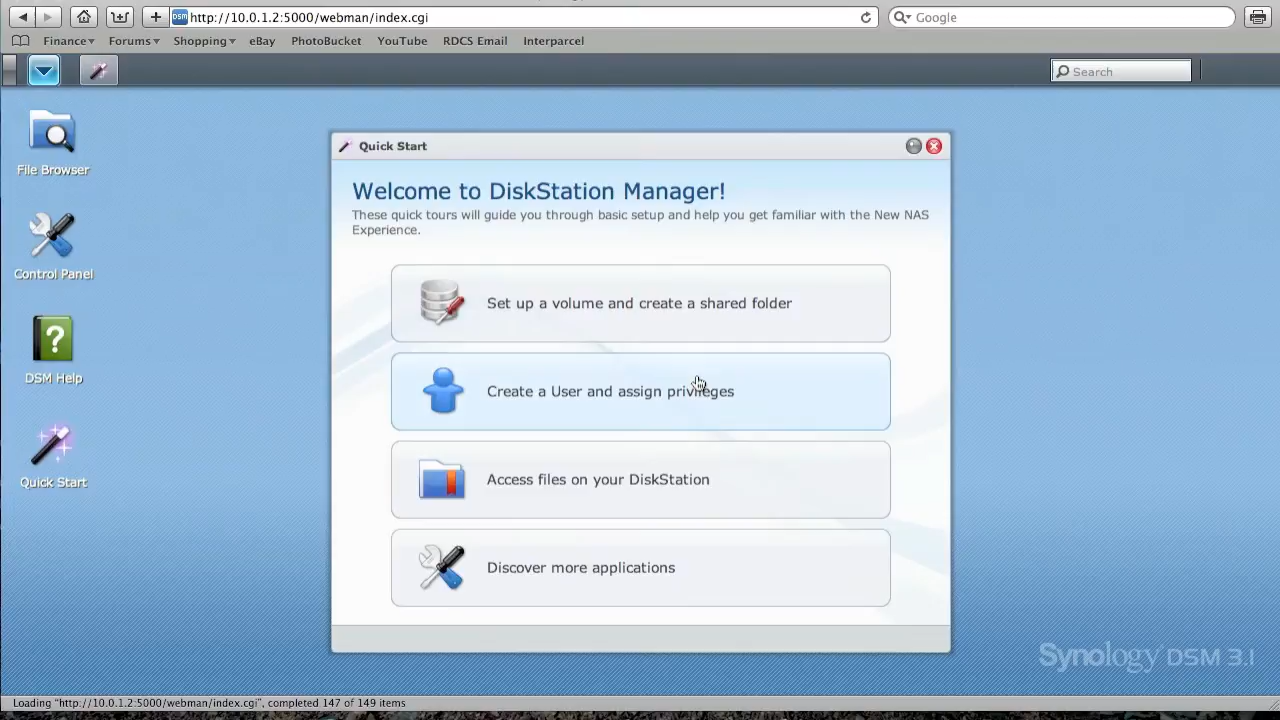 http://10.0.1.2:5000/webman/index.cgi
Google
Finance
Forums
Shopping
eBay
PhotoBucket
YouTube
RDCS Email
Interparcel
Search
File Browser
Control Panel
DSM Help
Quick Start
Quick Start
Welcome to DiskStation Manager!
These quick tours will guide you through basic setup and help you get familiar with the New NAS
Experience.
Set up a volume and create a shared folder
Create a User and assign privileges
Access files on your DiskStation
Discover more applications
Synology DSM 3.1
Loading "http://10.0.1.2:5000/webman/index.cgi", completed 147 of 149 items